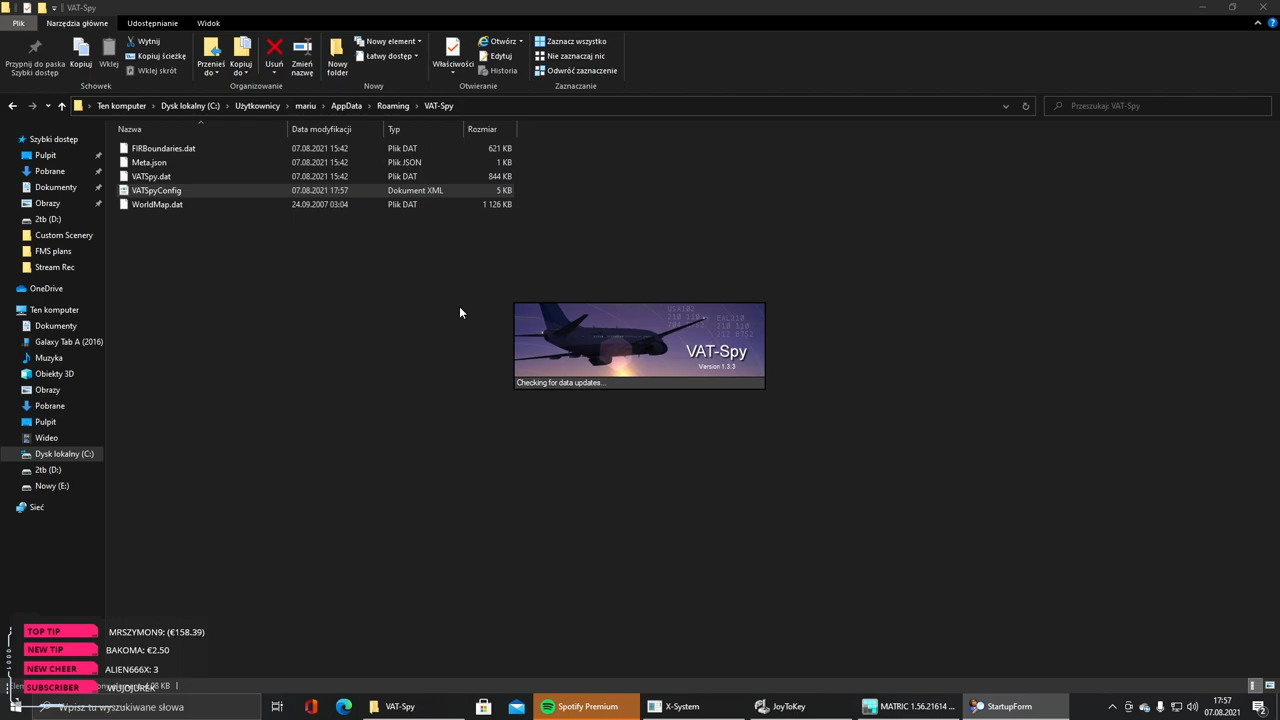 VAT-Spy
Plik
Narzędzia główne
Udostępnianie
Widok
Przypnij do paska
Szybki dostęp
Kopiuj
Wklej
Wytnij
Kopiuj ścieżkę
Wklej skrót
Schowek
Przenieś
do
Kopiuj
do
Usuń
Zmień
nazwę
Organizowanie
Nowy
folder
Nowy element
Łatwy dostęp
Nowy
Właściwości
Otwórz
Edytuj
Historia
Otwieranie
Zaznacz wszystko
Nie zaznaczaj nic
Odwróć zaznaczenie
Zaznaczanie
Ten komputer
Dysk lokalny (C:)
Użytkownicy
mariu
AppData
Roaming
VAT-Spy
Przeszukaj: VAT-Spy
Nazwa
Data modyfikacji
Typ
Rozmiar
FIRBoundaries.dat 07.08.2021 15:42 Plik DAT 621 KB
Meta.json 07.08.2021 15:42 Plik JSON 1 KB
VATSpy.dat 07.08.2021 15:42 Plik DAT 844 KB
VATSpyConfig 07.08.2021 17:57 Dokument XML 5 KB
WorldMap.dat 24.09.2007 03:04 Plik DAT 1 126 KB
Szybki dostęp
Pulpit
Pobrane
Dokumenty
Obrazy
2tb (D:)
Custom Scenery
FMS plans
Stream Rec
OneDrive
Ten komputer
Dokumenty
Galaxy Tab A (2016)
Muzyka
Obiekty 3D
Obrazy
Pobrane
Pulpit
Wideo
Dysk lokalny (C:)
2tb (D:)
Nowy (E:)
Sieć
VAT-Spy
Version 1.3.3
Checking for data updates...
TOP TIP MRSZYMON9: (€158.39)
NEW TIP BAKOMA: €2.50
NEW CHEER ALIEN666X: 3
SUBSCRIBER WUJOJUREK
KB
Wpisz tu wyszukiwane słowa
VAT-Spy
Spotify Premium
X-System
JoyToKey
MATRIC 1.56.21614 ...
StartupForm
17:57
07.08.2021